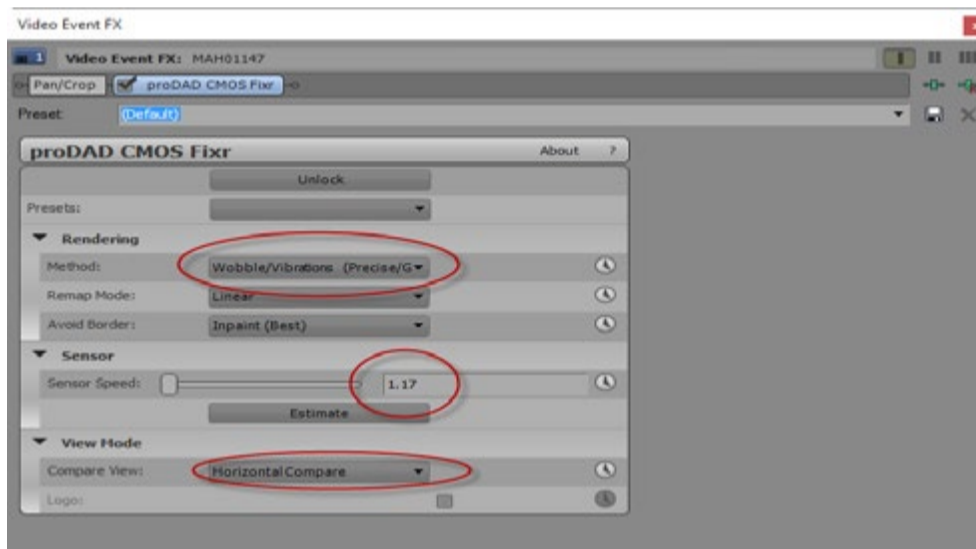 Video Event FX
1 Video Event FX: MAH01147
Pan/Crop proDAD CMOS Fixr
Preset: (Default)
proDAD CMOS Fixr About ?
Unlock
Presets:
Rendering
Method: Wobble/Vibrations (Precise/G
Remap Mode: Linear
Avoid Border: Inpaint (Best)
Sensor
Sensor Speed: 1.17
Estimate
View Mode
Compare View: Horizontal Compare
Logo: